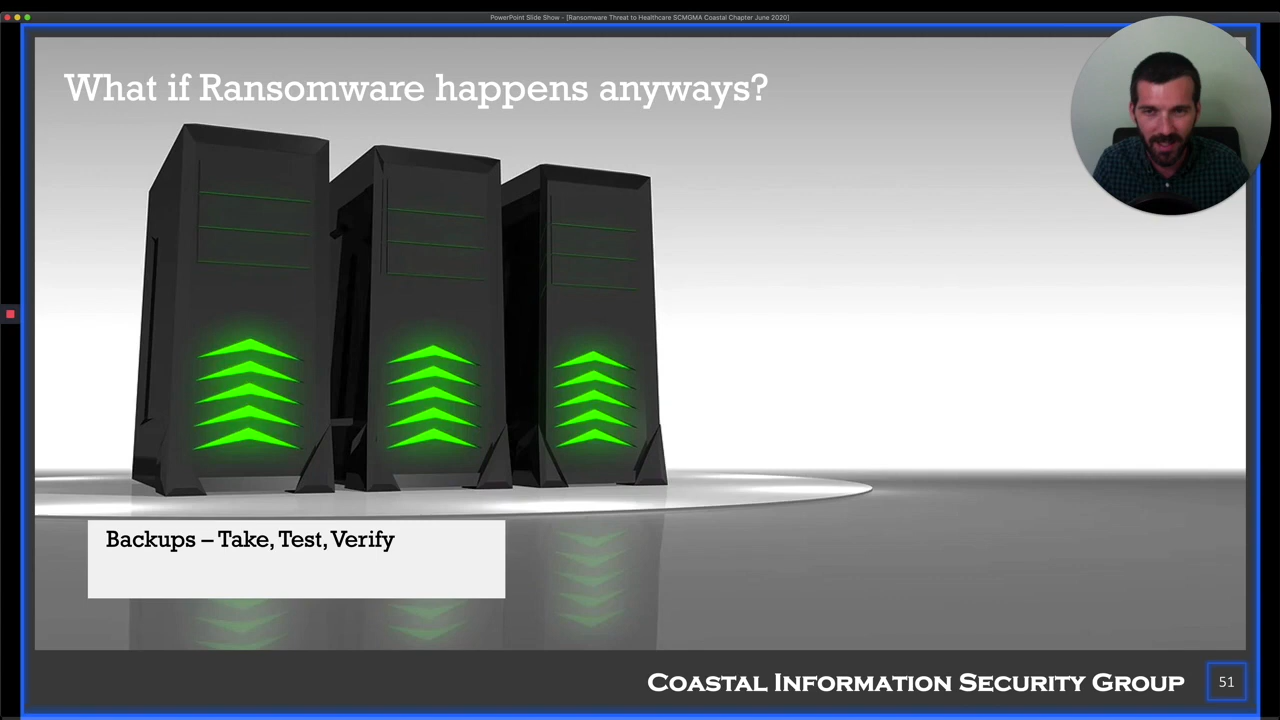 PowerPoint Slide Show - [Ransomware Threat to Healthcare SCMGMA Coastal Chapter June 2020]
What if Ransomware happens anyways?
Backups – Take, Test, Verify
Coastal Information Security Group
51